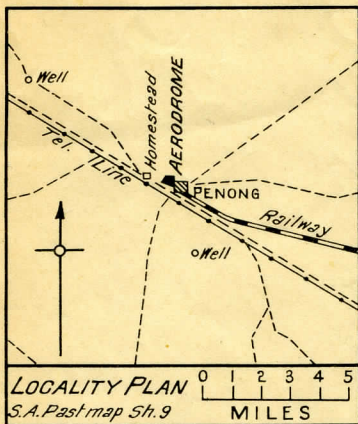 Well
Homestead
AERODROME
Tel. Line
PENONG
Railway
Well
LOCALITY PLAN
S.A. Past map Sh. 9
0 1 2 3 4 5
MILES